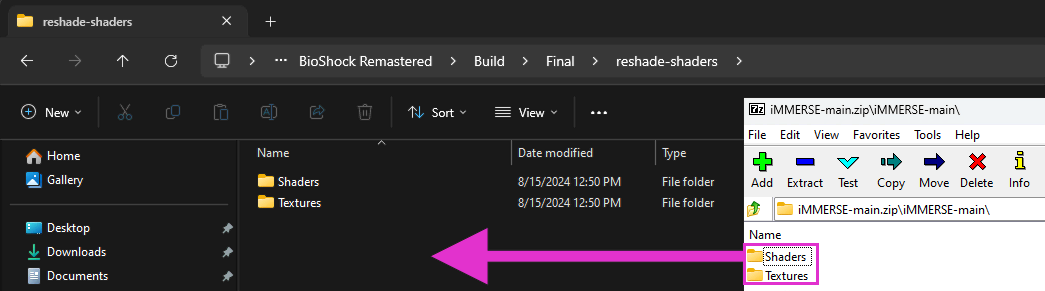 reshade-shaders
BioShock Remastered > Build > Final > reshade-shaders >
New Sort View
Home
Gallery
Desktop
Downloads
Documents
Name Date modified Type
Shaders 8/15/2024 12:50 PM File folder
Textures 8/15/2024 12:50 PM File folder
7z iMMERSE-main.zip\iMMERSE-main\
File Edit View Favorites Tools Help
Add Extract Test Copy Move Delete Info
iMMERSE-main.zip\iMMERSE-main\
Name
Shaders
Textures